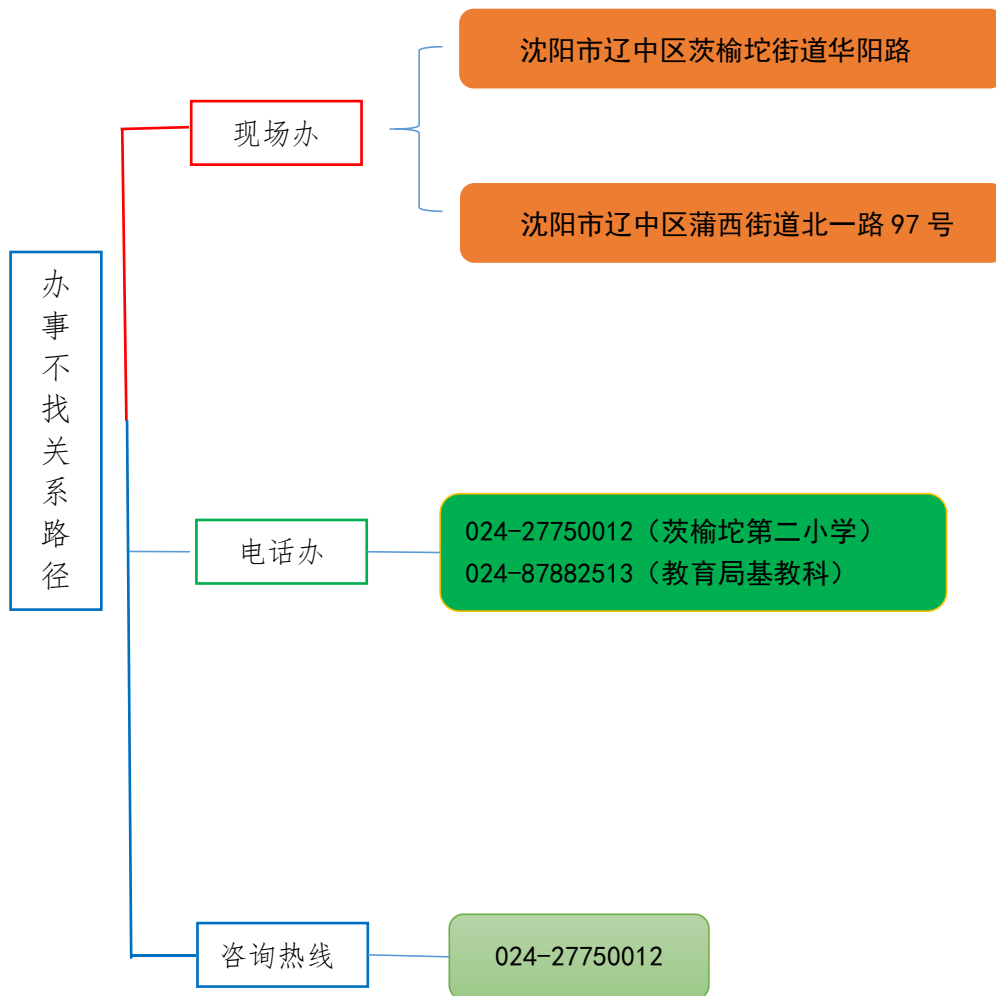 办事不找关系路径
现场办
沈阳市辽中区茨榆坨街道华阳路
沈阳市辽中区蒲西街道北一路 97 号
电话办
024-27750012（茨榆坨第二小学）
024-87882513（教育局基教科）
咨询热线
024-27750012